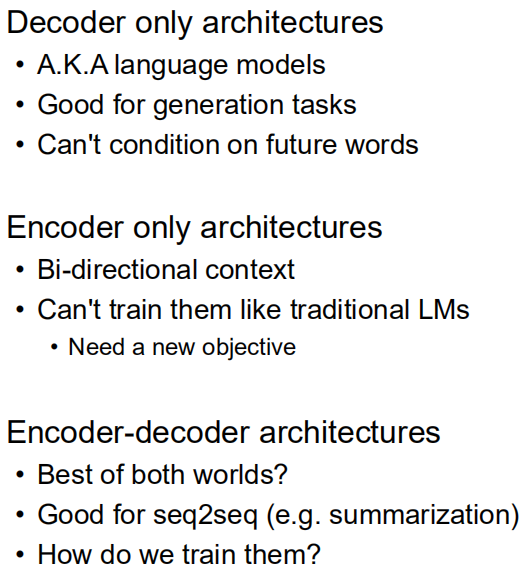 Decoder only architectures
• A.K.A language models
• Good for generation tasks
• Can't condition on future words
Encoder only architectures
• Bi-directional context
• Can't train them like traditional LMs
• Need a new objective
Encoder-decoder architectures
• Best of both worlds?
• Good for seq2seq (e.g. summarization)
• How do we train them?